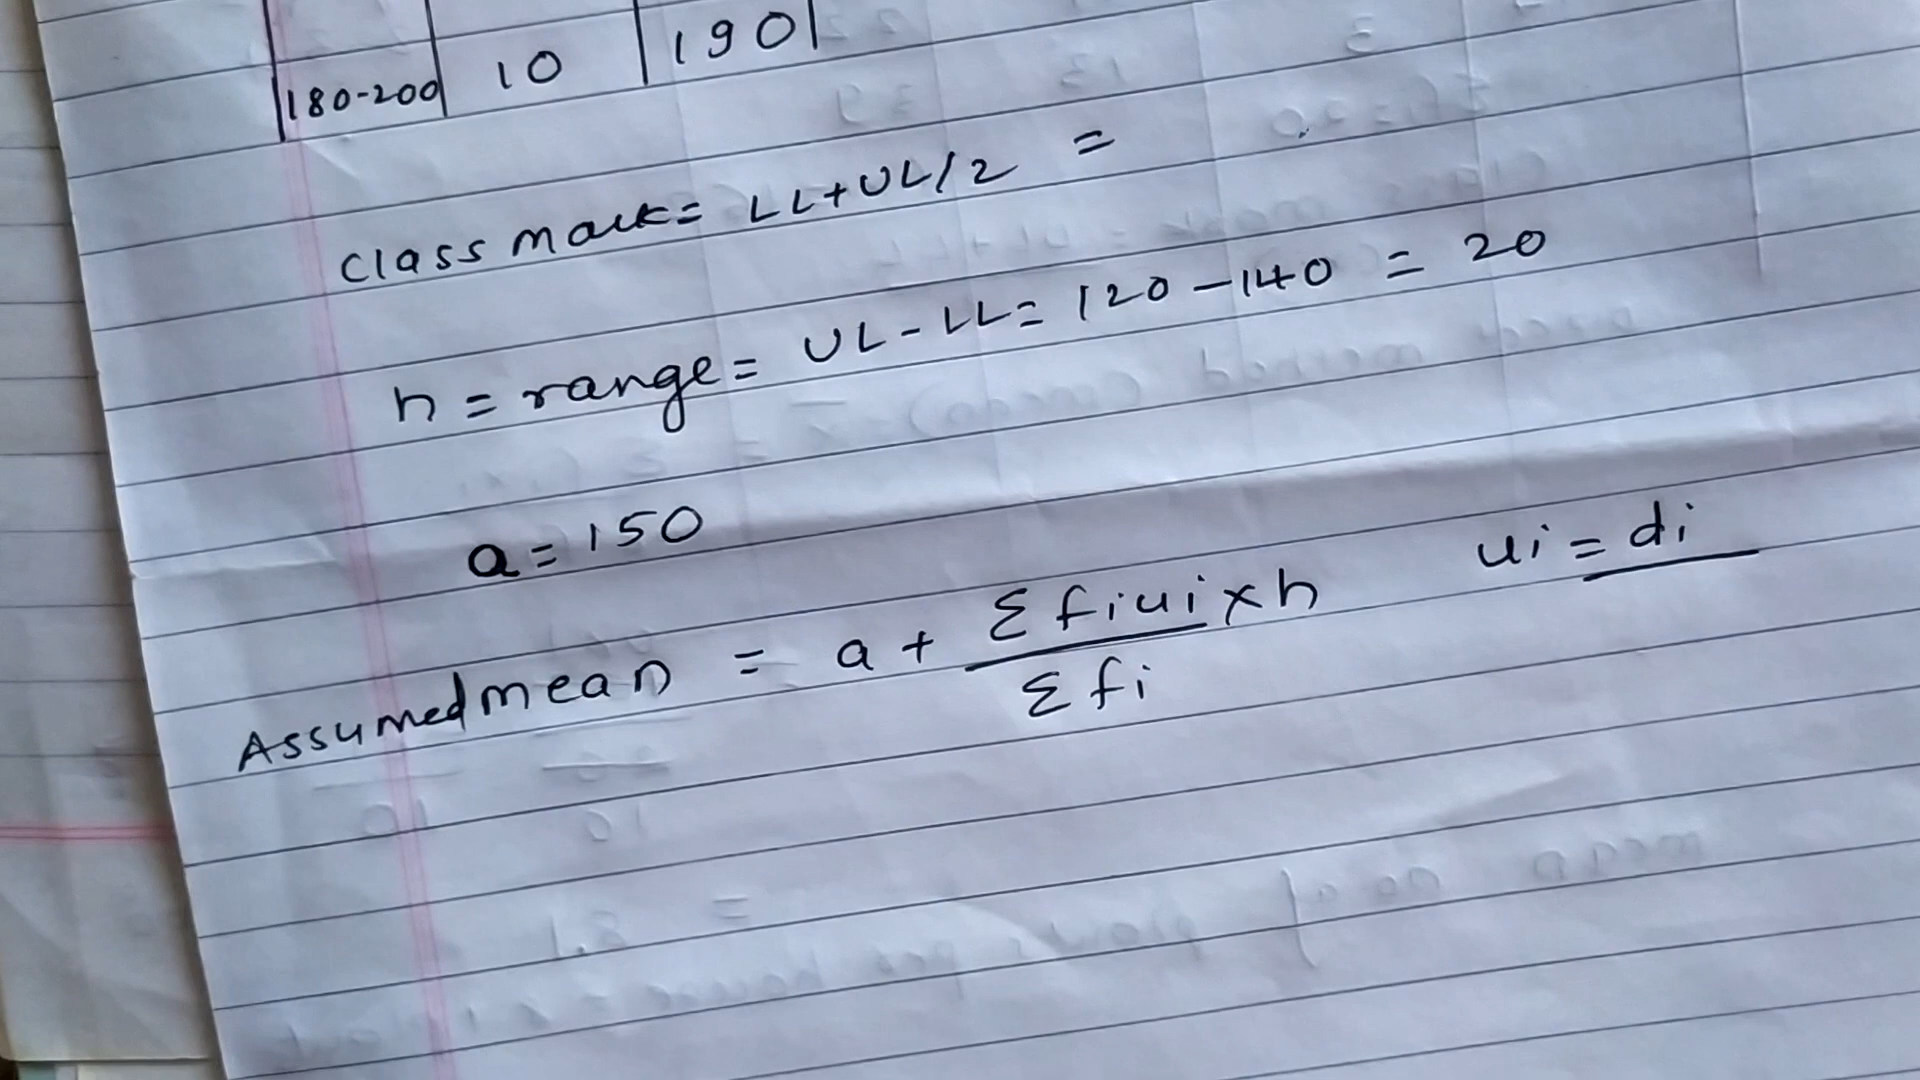 180-200 10 190
class mark = LL+UL/2 =
h = range = UL-LL = 120-140 = 20
a = 150
ui = di
Assumed mean = a + Σfiui × h
Σfi